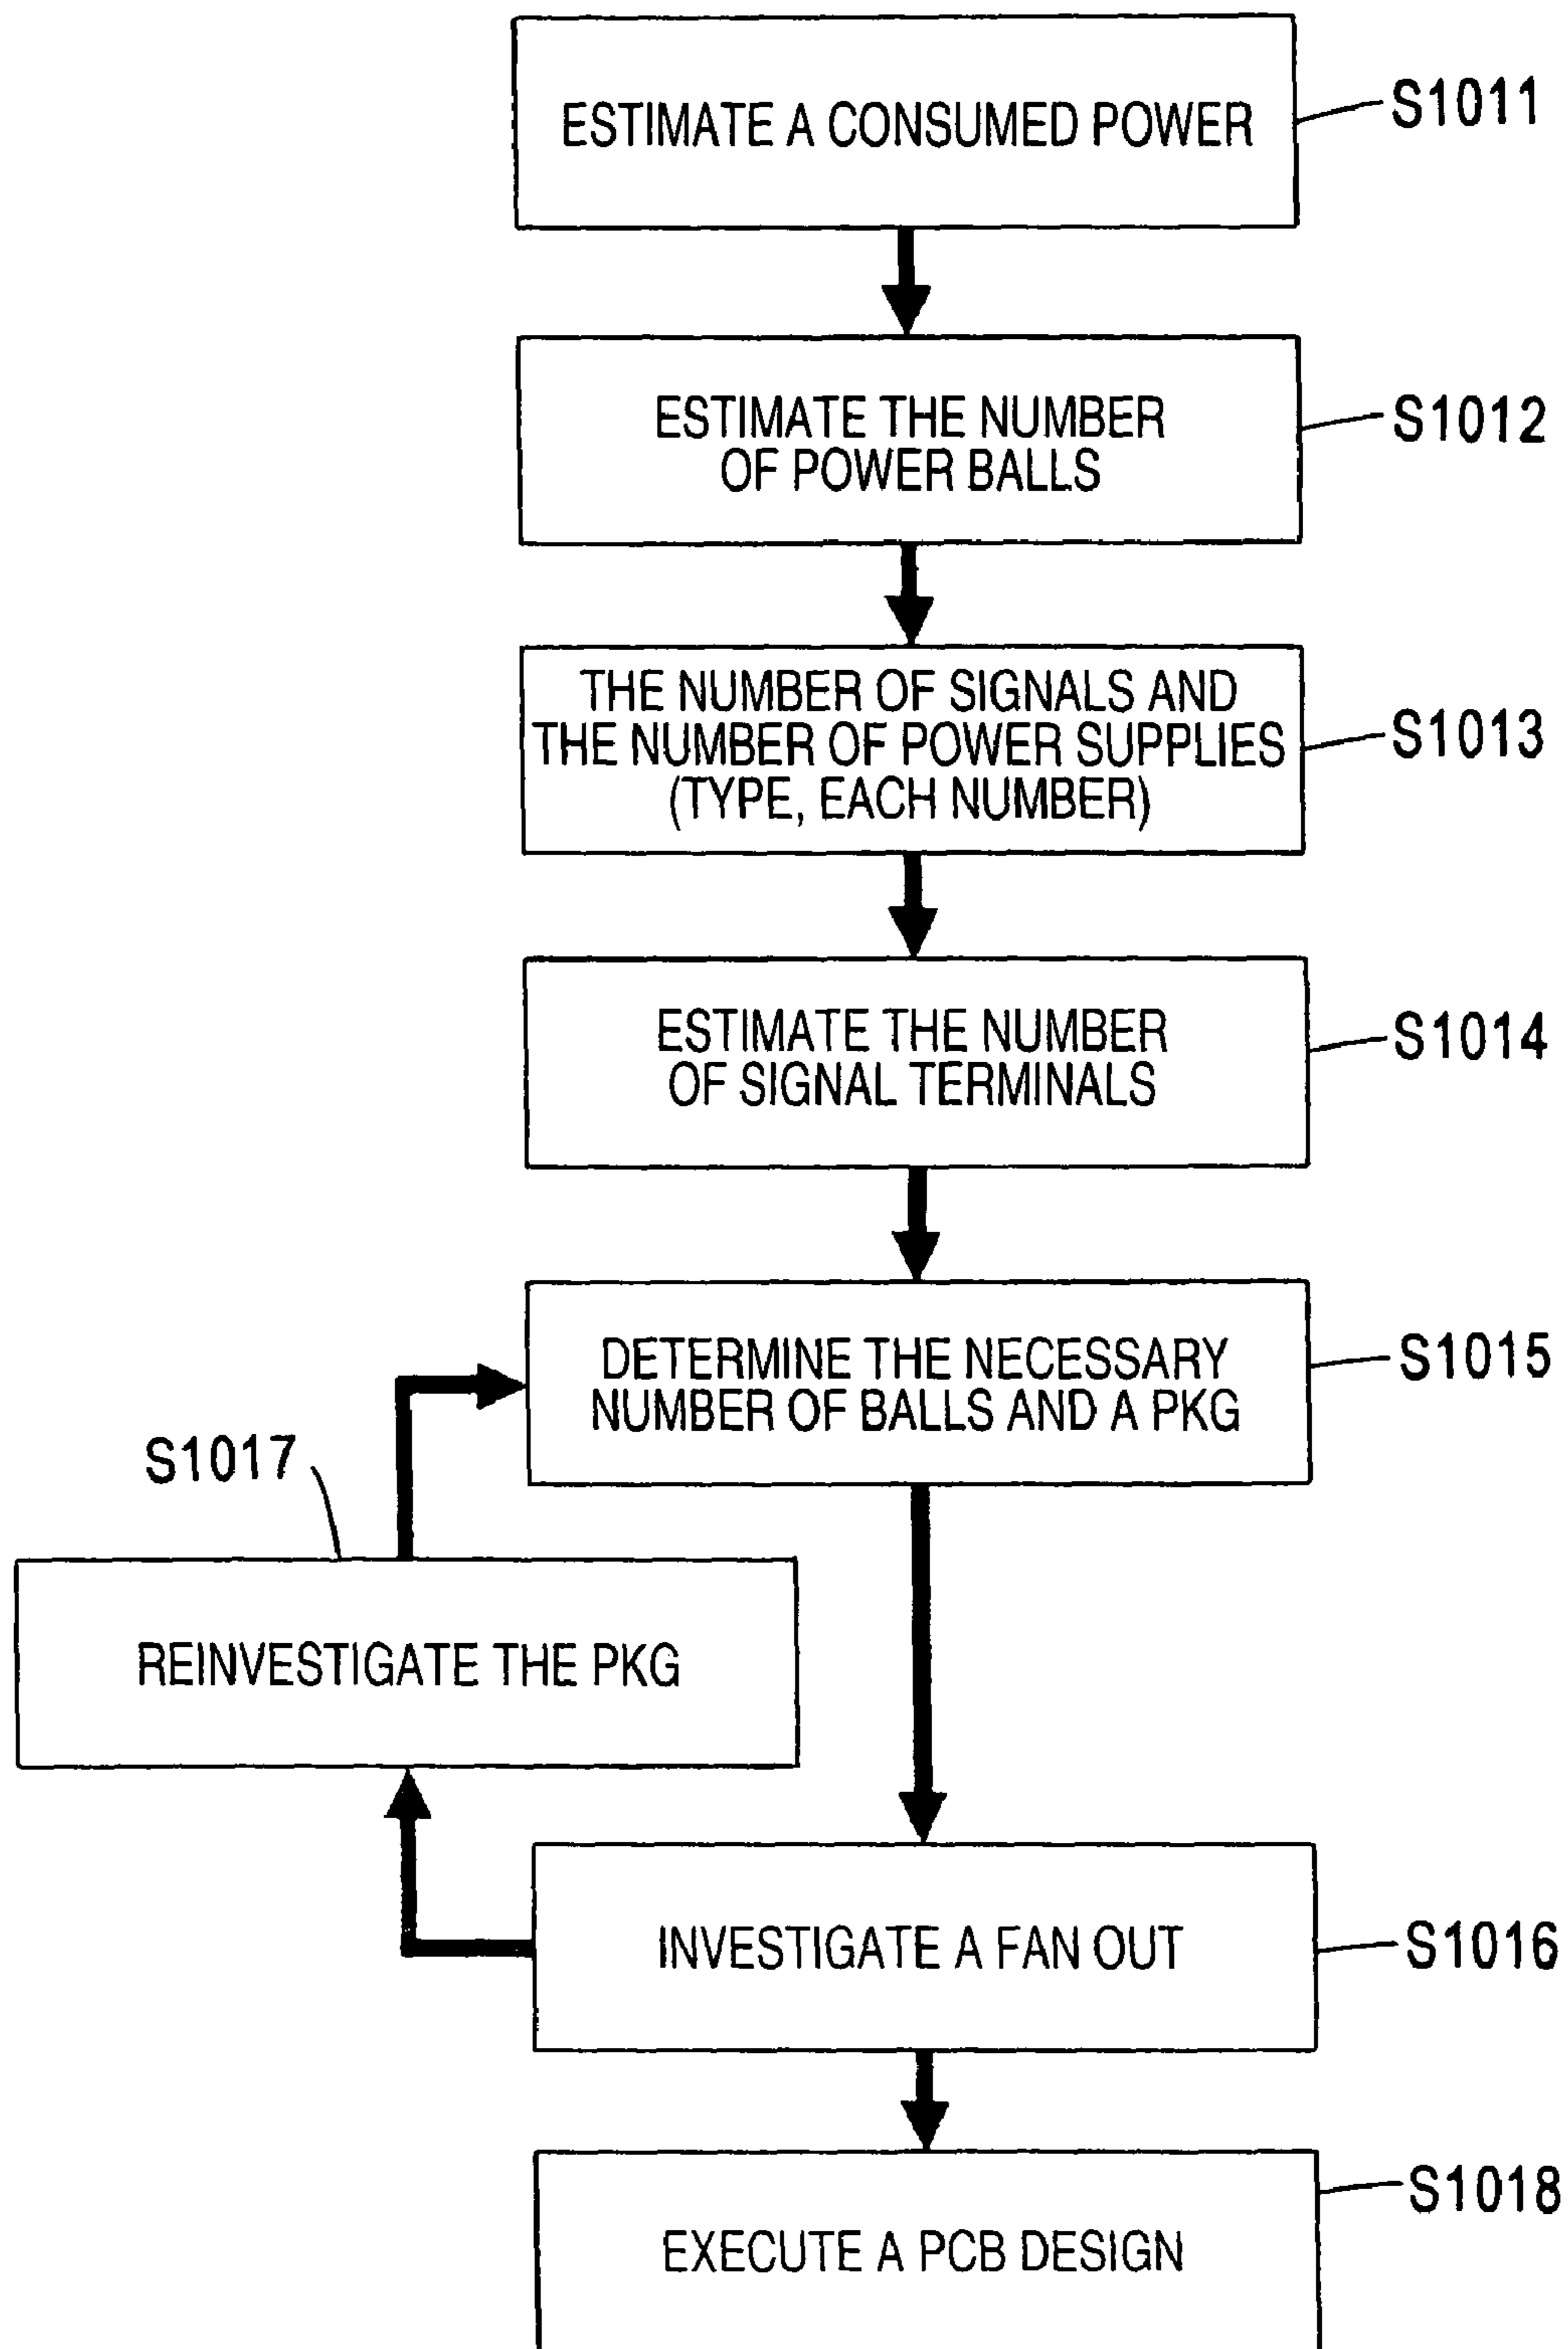 ESTIMATE A CONSUMED POWER
S1011
ESTIMATE THE NUMBER
OF POWER BALLS
S1012
THE NUMBER OF SIGNALS AND
THE NUMBER OF POWER SUPPLIES
(TYPE, EACH NUMBER)
S1013
ESTIMATE THE NUMBER
OF SIGNAL TERMINALS
S1014
DETERMINE THE NECESSARY
NUMBER OF BALLS AND A PKG
S1015
S1017
REINVESTIGATE THE PKG
INVESTIGATE A FAN OUT
S1016
EXECUTE A PCB DESIGN
S1018